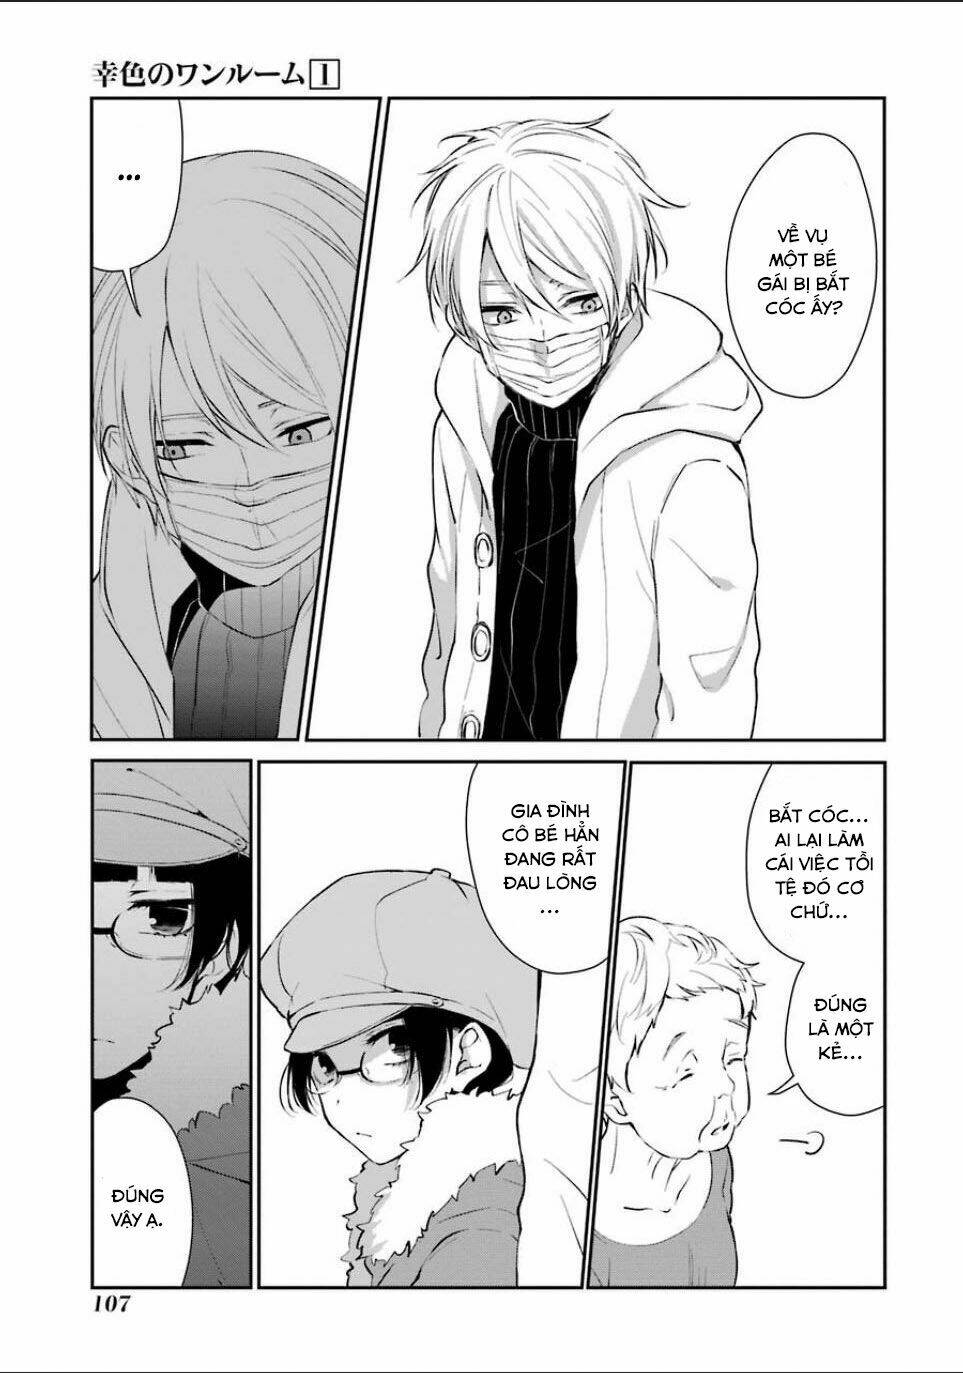 幸色のワンルーム 1
VỀ VỤ
MỘT BÉ
GÁI BỊ BẮT
CÓC ẤY?
...
BẮT CÓC...
AI LẠI LÀM
CÁI VIỆC TỒI
TỆ ĐÓ CƠ
CHỨ...
ĐÚNG
LÀ MỘT
KẺ...
GIA ĐÌNH
CÔ BÉ HẲN
ĐANG RẤT
ĐAU LÒNG
...
ĐÚNG
VẬY Ạ.
107